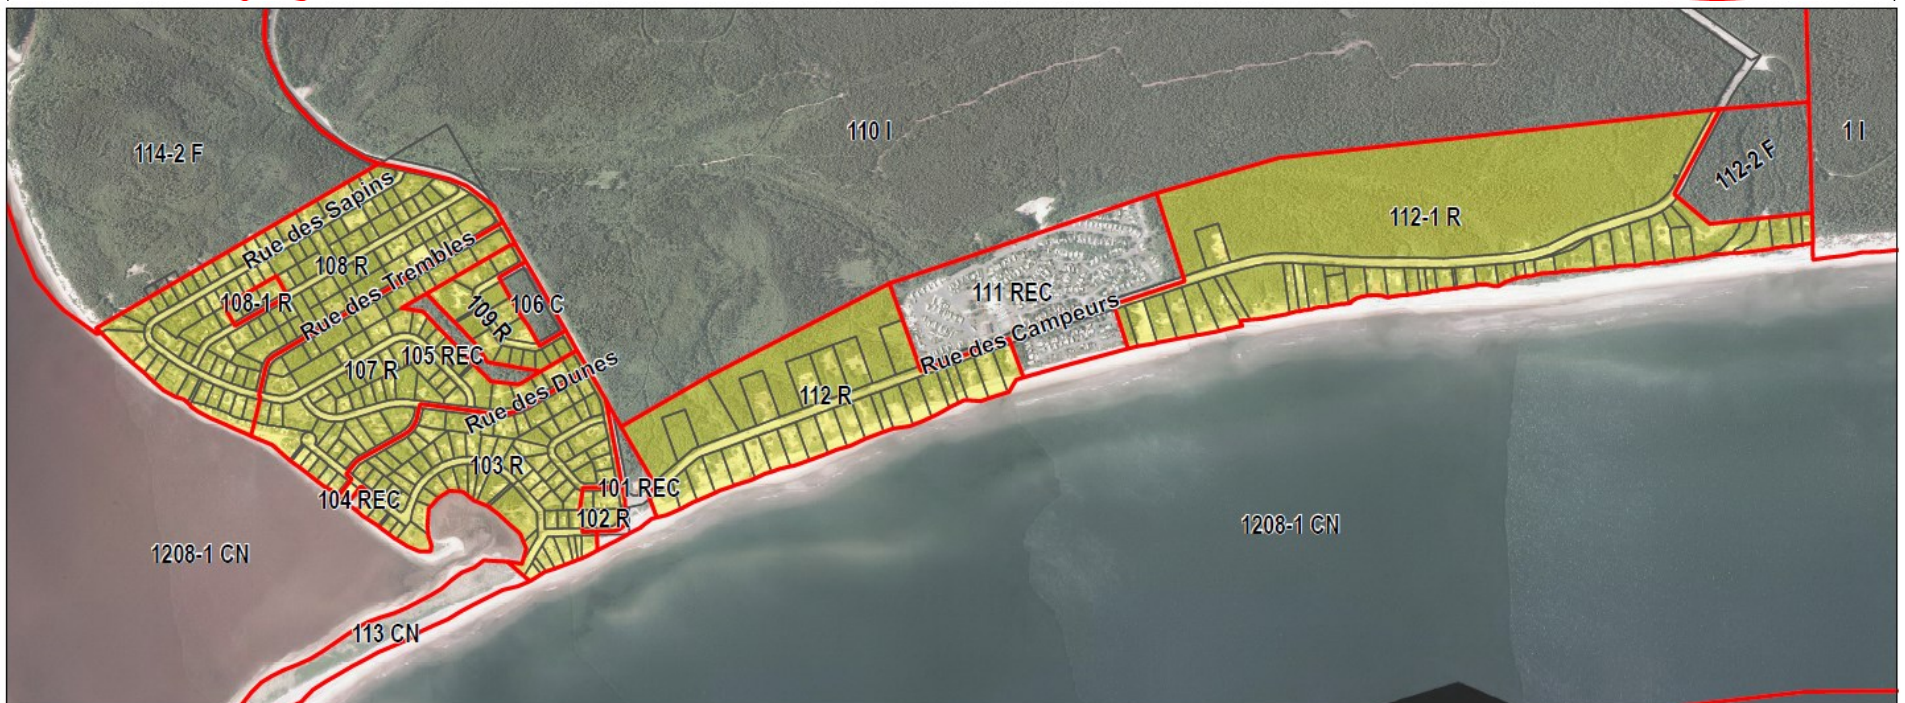 114-2 F
110 I
1 I
112-2 F
Rue des Sapins
112-1 R
Rue des Trembles
108 R
108-1 R
106 C
109 R
111 REC
Rue des Campeurs
105 REC
107 R
Rue des Dunes
112 R
103 R
101 REC
104 REC
102 R
1208-1 CN
1208-1 CN
113 CN